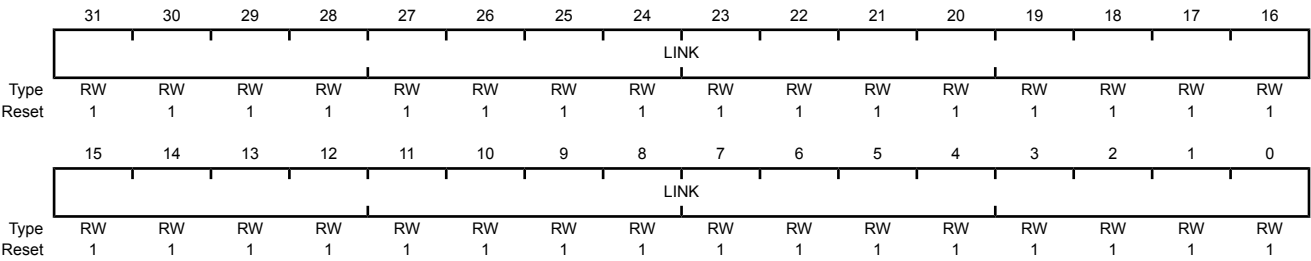 31 30 29 28 27 26 25 24 23 22 21 20 19 18 17 16
LINK
Type RW RW RW RW RW RW RW RW RW RW RW RW RW RW RW RW
Reset 1 1 1 1 1 1 1 1 1 1 1 1 1 1 1 1
15 14 13 12 11 10 9 8 7 6 5 4 3 2 1 0
LINK
Type RW RW RW RW RW RW RW RW RW RW RW RW RW RW RW RW
Reset 1 1 1 1 1 1 1 1 1 1 1 1 1 1 1 1